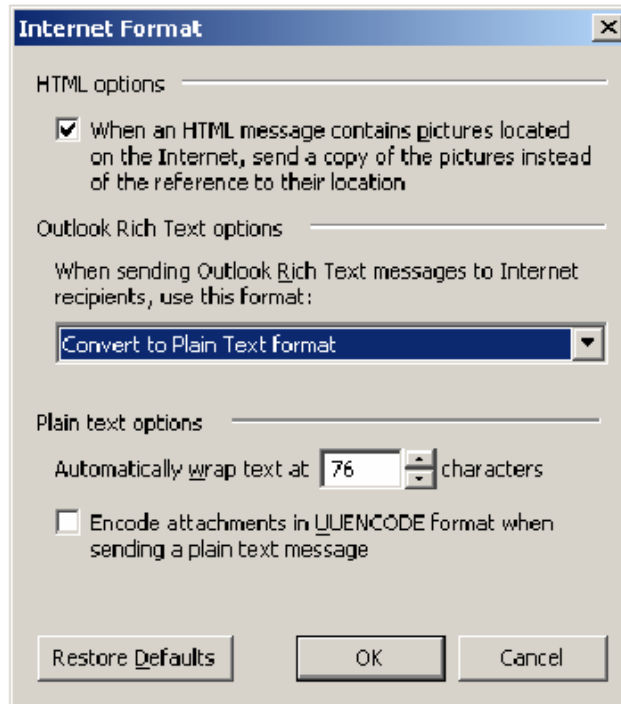 Internet Format
HTML options
When an HTML message contains pictures located
on the Internet, send a copy of the pictures instead
of the reference to their location
Outlook Rich Text options
When sending Outlook Rich Text messages to Internet
recipients, use this format:
Convert to Plain Text format
Plain text options
Automatically wrap text at 76 characters
Encode attachments in UUENCODE format when
sending a plain text message
Restore Defaults OK Cancel